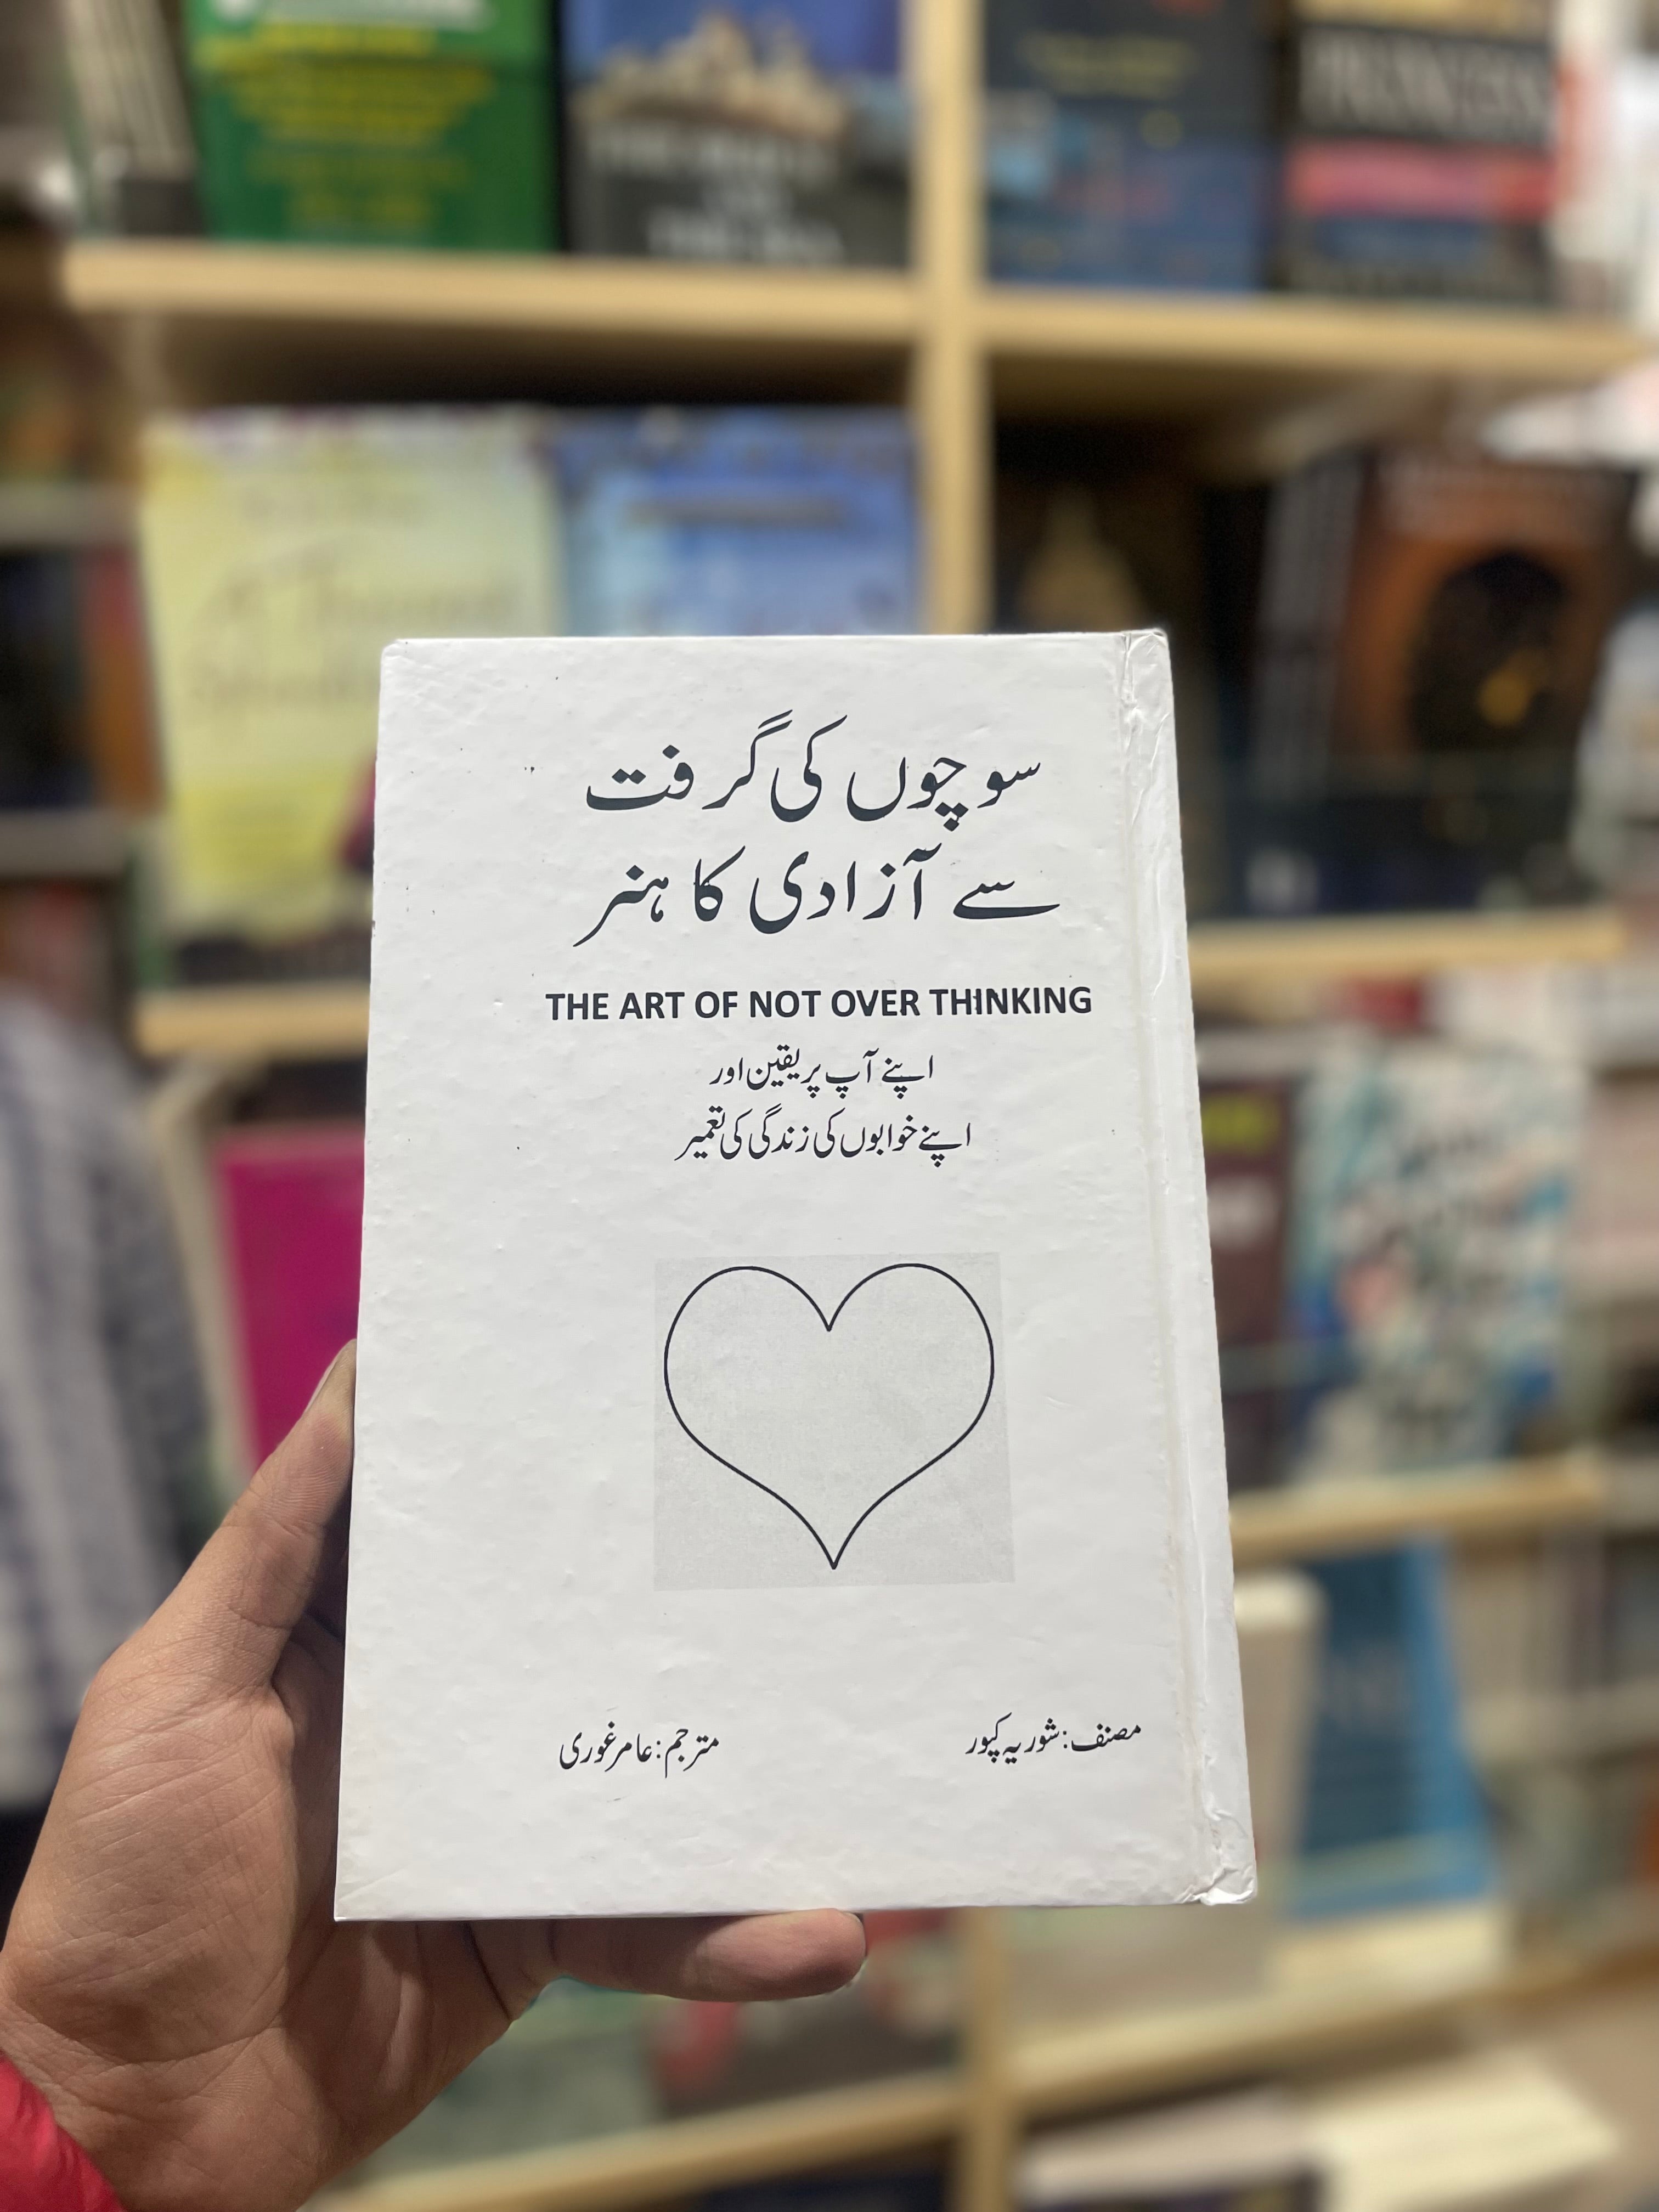 سوچوں کی گرفت
سے آزادی کا ہنر
THE ART OF NOT OVER THINKING
اپنے آپ پر یقین اور
اپنے خوابوں کی زندگی کی تعمیر
مصنف: شوریہ کپور
مترجم: عامر غوری